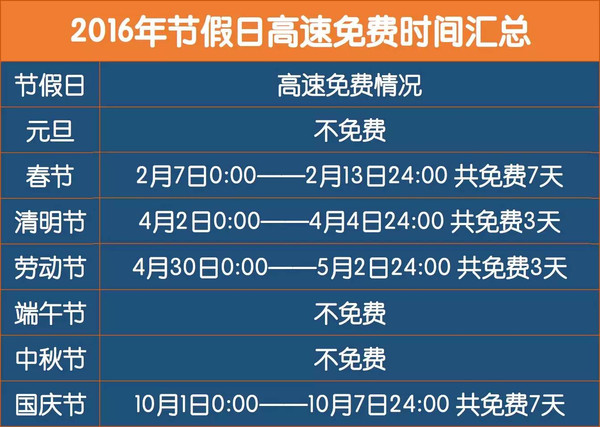 2016年节假日高速免费时间汇总
节假日 高速免费情况
元旦 不免费
春节 2月7日0:00——2月13日24:00 共免费7天
清明节 4月2日0:00——4月4日24:00 共免费3天
劳动节 4月30日0:00——5月2日24:00 共免费3天
端午节 不免费
中秋节 不免费
国庆节 10月1日0:00——10月7日24:00 共免费7天